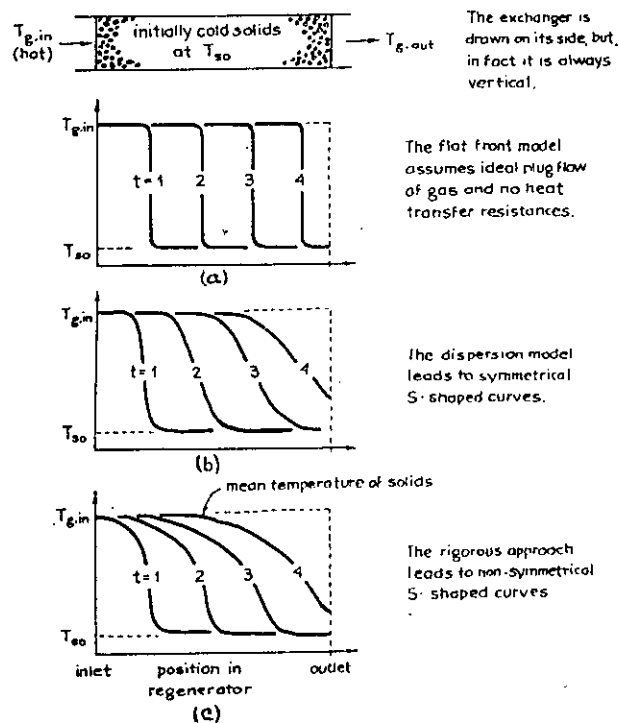 T_g,in
(hot)
initially cold solids
at T_so
T_g,out
The exchanger is
drawn on its side, but,
in fact it is always
vertical.
T_g,in
t=1 2 3 4
T_so
(a)
The flat front model
assumes ideal plug flow
of gas and no heat
transfer resistances.
T_g,in
t=1 2 3 4
T_so
(b)
The dispersion model
leads to symmetrical
S-shaped curves.
mean temperature of solids
T_g,in
t=1 2 3 4
T_so
inlet position in outlet
regenerator
(c)
The rigorous approach
leads to non-symmetrical
S-shaped curves